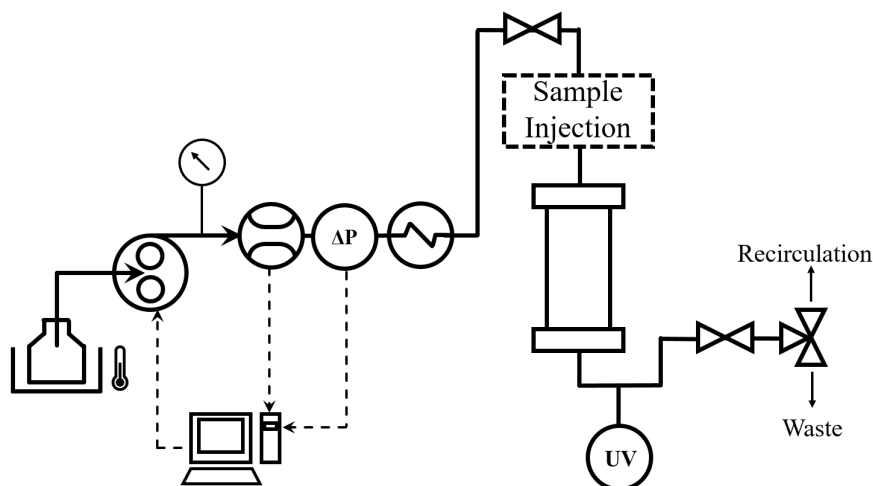 Sample
Injection
ΔP
Recirculation
Waste
UV